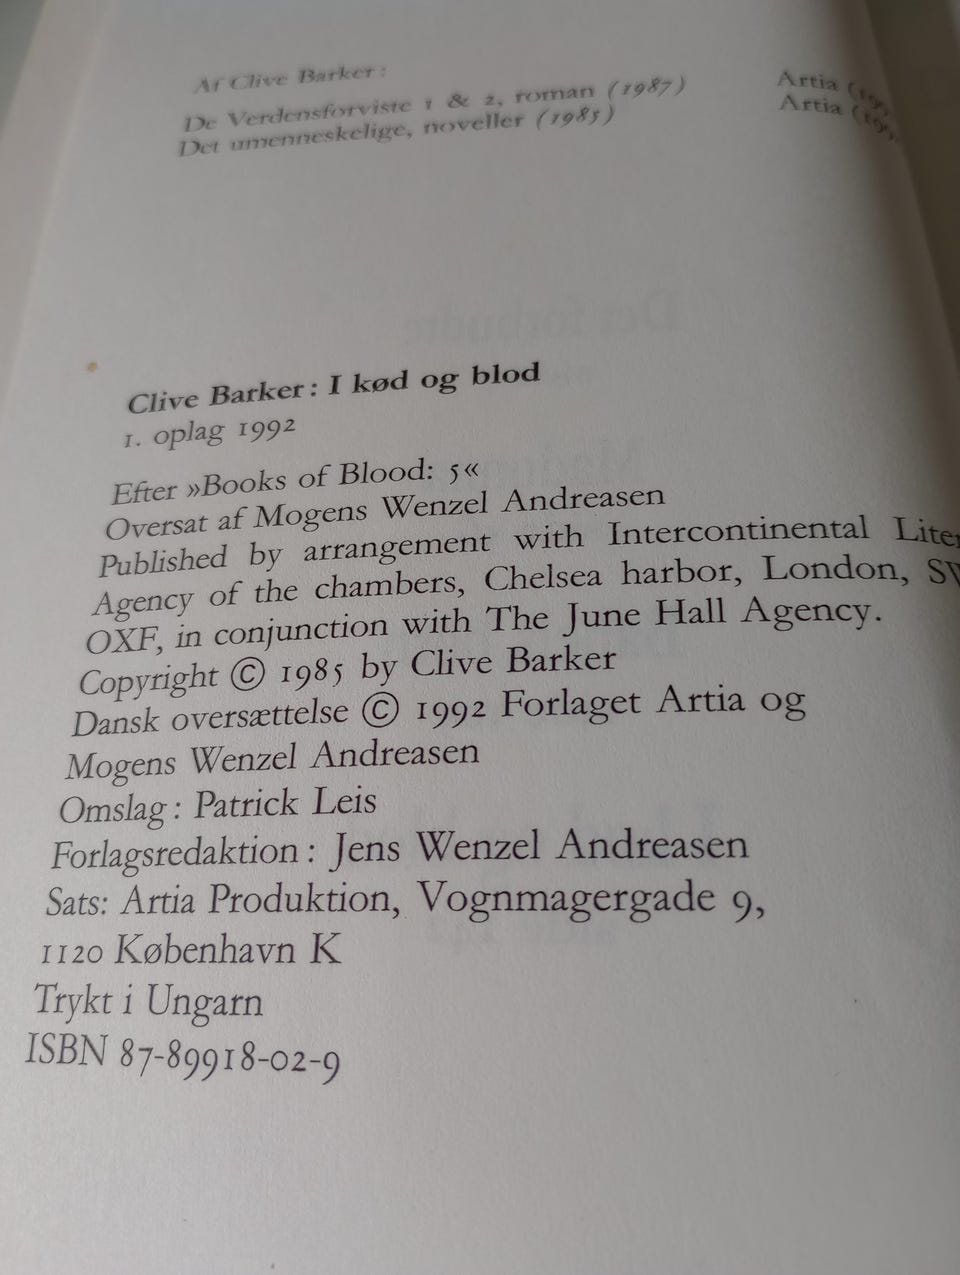 Af Clive Barker:
De Verdensforviste 1 & 2, roman (1987) Artia
Det umenneskelige, noveller (1985) Artia
Clive Barker: I kød og blod
1. oplag 1992
Efter »Books of Blood: 5«
Oversat af Mogens Wenzel Andreasen
Published by arrangement with Intercontinental
Agency of the chambers, Chelsea harbor, London,
OXF, in conjunction with The June Hall Agency.
Copyright © 1985 by Clive Barker
Dansk oversættelse © 1992 Forlaget Artia og
Mogens Wenzel Andreasen
Omslag: Patrick Leis
Forlagsredaktion: Jens Wenzel Andreasen
Sats: Artia Produktion, Vognmagergade 9,
1120 København K
Trykt i Ungarn
ISBN 87-89918-02-9